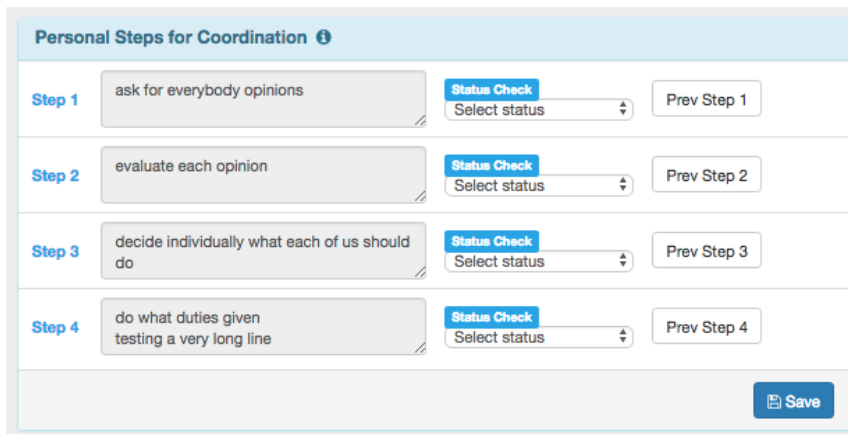 Personal Steps for Coordination
Step 1
ask for everybody opinions
Status Check
Select status
Prev Step 1
Step 2
evaluate each opinion
Status Check
Select status
Prev Step 2
Step 3
decide individually what each of us should
do
Status Check
Select status
Prev Step 3
Step 4
do what duties given
testing a very long line
Status Check
Select status
Prev Step 4
Save